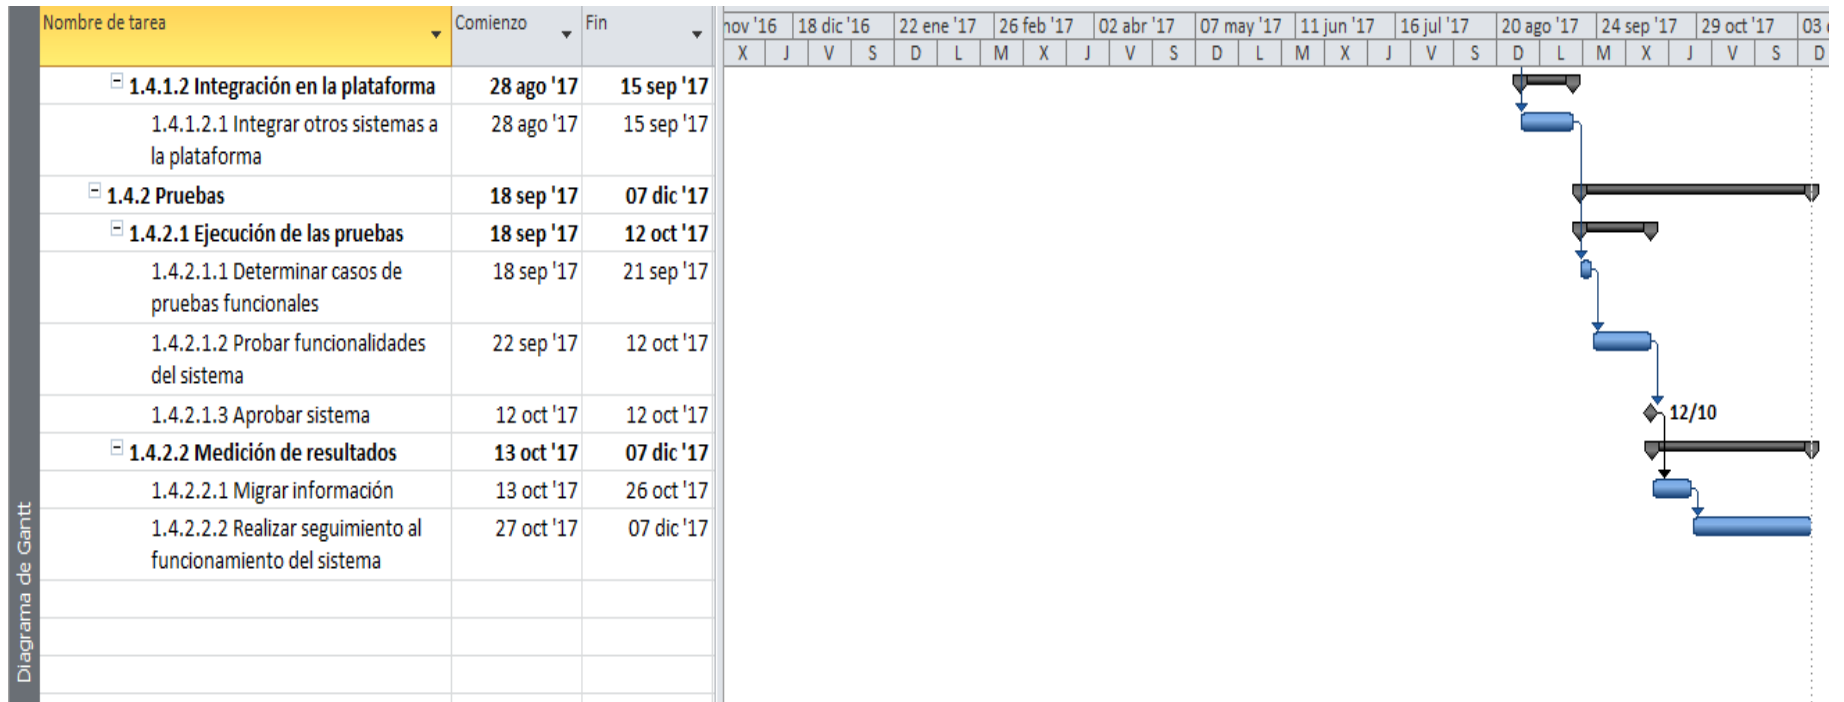 Nombre de tarea Comienzo Fin
nov '16 18 dic '16 22 ene '17 26 feb '17 02 abr '17 07 may '17 11 jun '17 16 jul '17 20 ago '17 24 sep '17 29 oct '17 03
X J V S D L M X J V S D L M X J V S D L M X J V S D
1.4.1.2 Integración en la plataforma 28 ago '17 15 sep '17
1.4.1.2.1 Integrar otros sistemas a 28 ago '17 15 sep '17
la plataforma
1.4.2 Pruebas 18 sep '17 07 dic '17
1.4.2.1 Ejecución de las pruebas 18 sep '17 12 oct '17
1.4.2.1.1 Determinar casos de 18 sep '17 21 sep '17
pruebas funcionales
1.4.2.1.2 Probar funcionalidades 22 sep '17 12 oct '17
del sistema
1.4.2.1.3 Aprobar sistema 12 oct '17 12 oct '17 12/10
1.4.2.2 Medición de resultados 13 oct '17 07 dic '17
1.4.2.2.1 Migrar información 13 oct '17 26 oct '17
1.4.2.2.2 Realizar seguimiento al 27 oct '17 07 dic '17
funcionamiento del sistema
Diagrama de Gantt